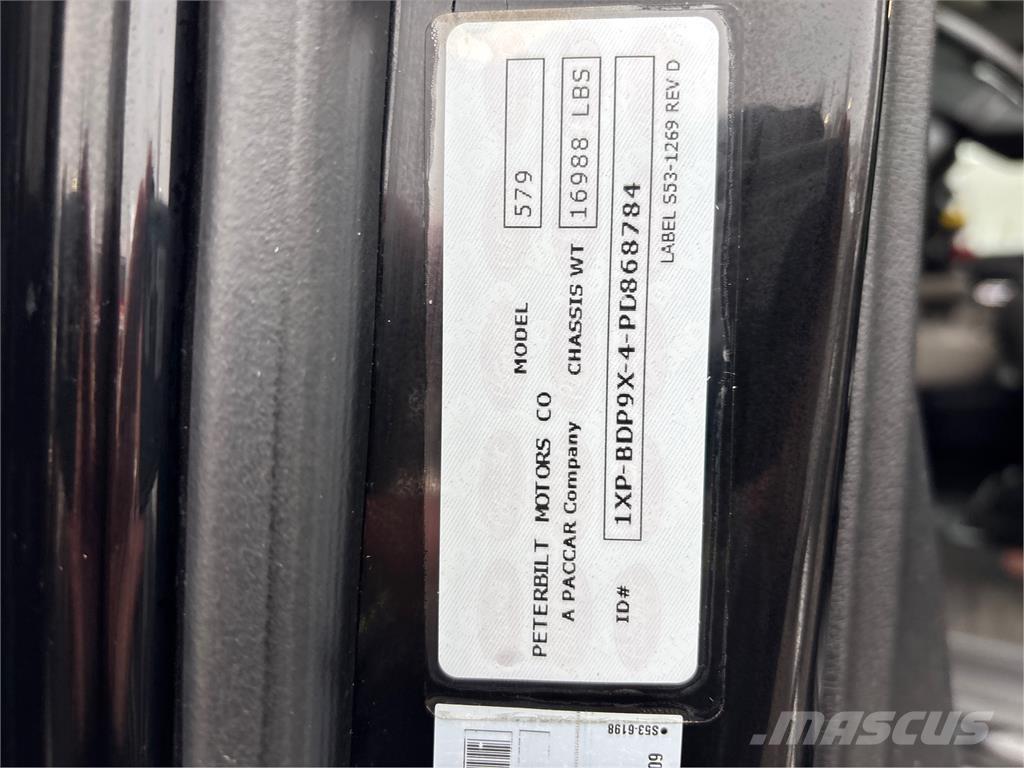 PETERBILT MOTORS CO MODEL 579
A PACCAR Company CHASSIS WT 16988 LBS
ID# 1XP-BDP9X-4-PD868784
LABEL S53-1269 REV D
•S53-6198
09
MASCUS